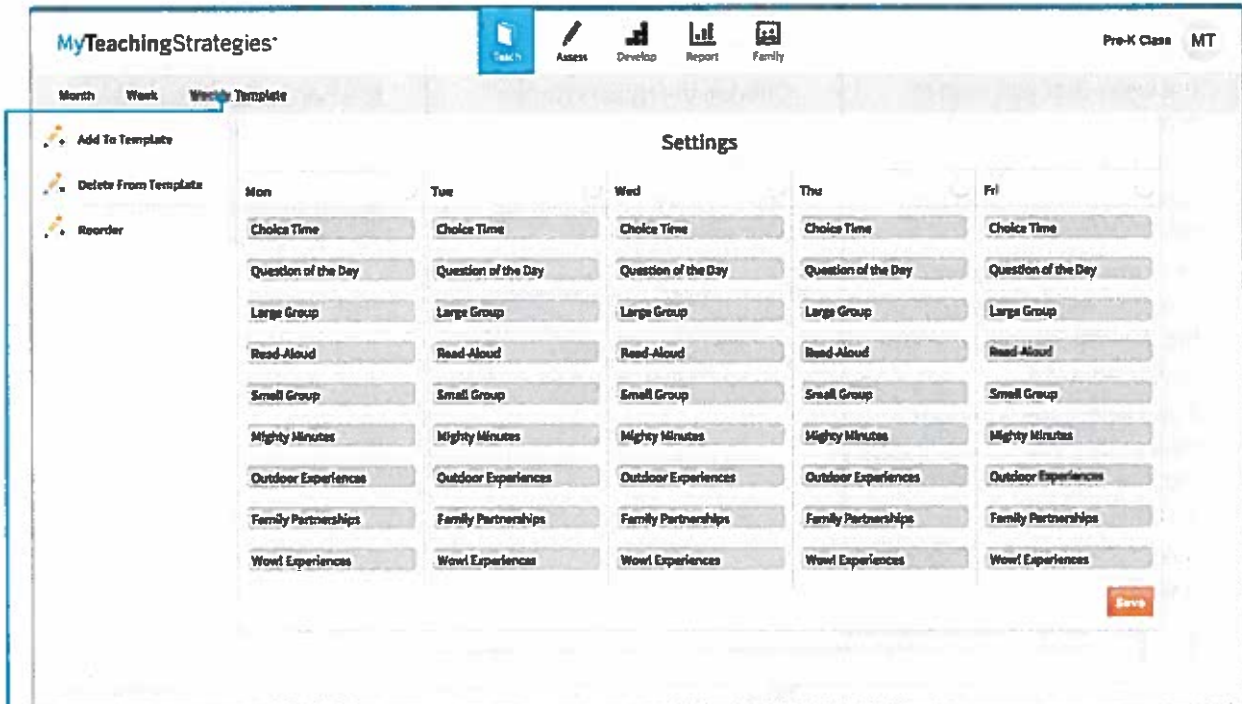 MyTeachingStrategies
Teach Assess Develop Report Family
Pre-K Class MT
Month Week Weekly Template
Add To Template
Delete From Template
Reorder
Settings
Mon Tue Wed Thu Fri
Choice Time Choice Time Choice Time Choice Time Choice Time
Question of the Day Question of the Day Question of the Day Question of the Day Question of the Day
Large Group Large Group Large Group Large Group Large Group
Read-Aloud Read-Aloud Read-Aloud Read-Aloud Read-Aloud
Small Group Small Group Small Group Small Group Small Group
Mighty Minutes Mighty Minutes Mighty Minutes Mighty Minutes Mighty Minutes
Outdoor Experiences Outdoor Experiences Outdoor Experiences Outdoor Experiences Outdoor Experiences
Family Partnerships Family Partnerships Family Partnerships Family Partnerships Family Partnerships
Wow! Experiences Wow! Experiences Wow! Experiences Wow! Experiences Wow! Experiences
Save